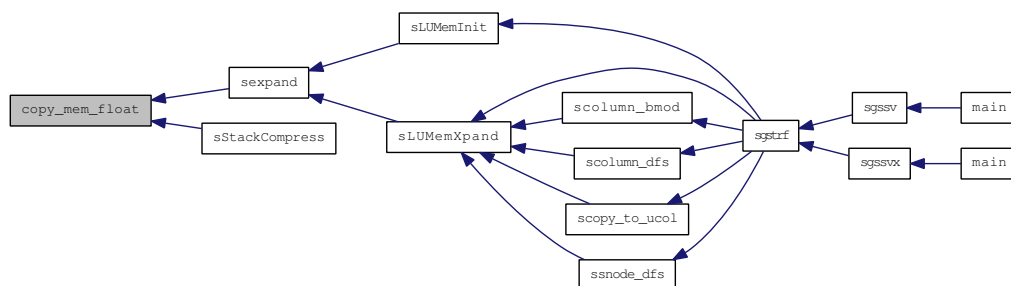 copy_mem_float
sexpand
sStackCompress
sLUMemInit
sLUMemXpand
scolumn_bmod
scolumn_dfs
scopy_to_ucol
ssnode_dfs
sgstrf
sgssv
sgssvx
main
main